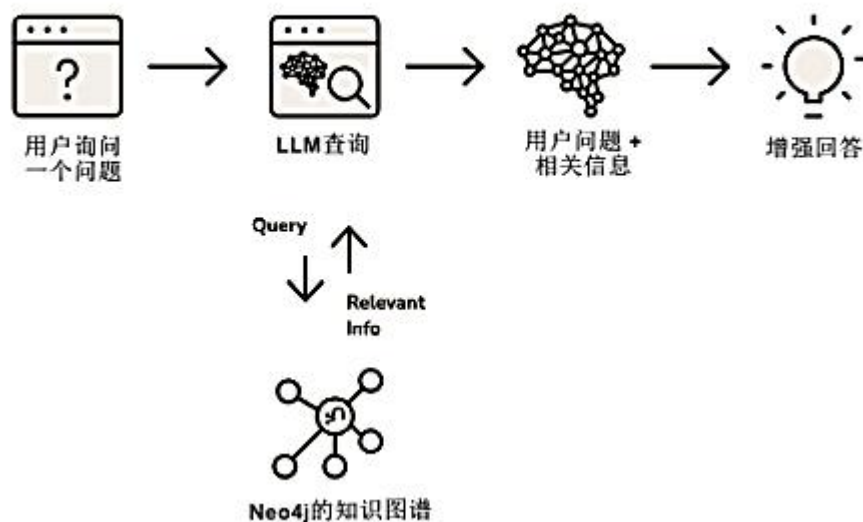 ?
用户询问
一个问题
LLM查询
用户问题 +
相关信息
增强回答
Query
Relevant
Info
Neo4j的知识图谱